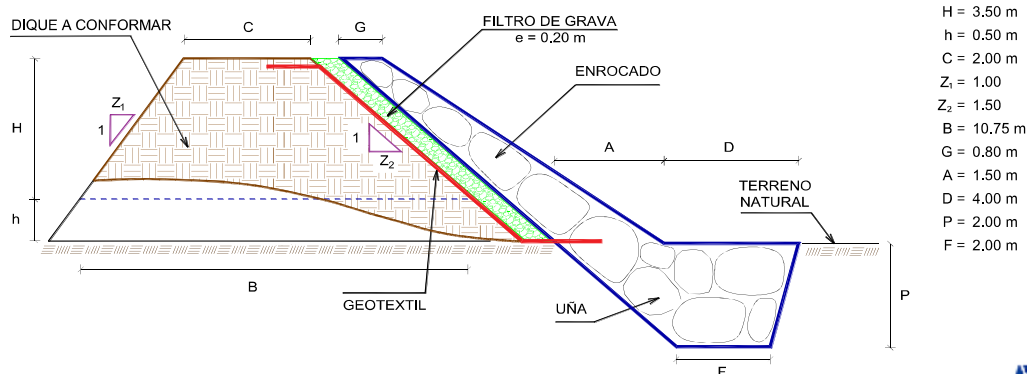 DIQUE A CONFORMAR
C
G
FILTRO DE GRAVA
e = 0,20 m
ENROCADO
H
h
Z₁
1
1
Z₂
A
D
TERRENO
NATURAL
B
GEOTEXTIL
UÑA
P
F
H = 3.50 m
h = 0.50 m
C = 2.00 m
Z₁ = 1.00
Z₂ = 1.50
B = 10.75 m
G = 0.80 m
A = 1.50 m
D = 4.00 m
P = 2.00 m
F = 2.00 m